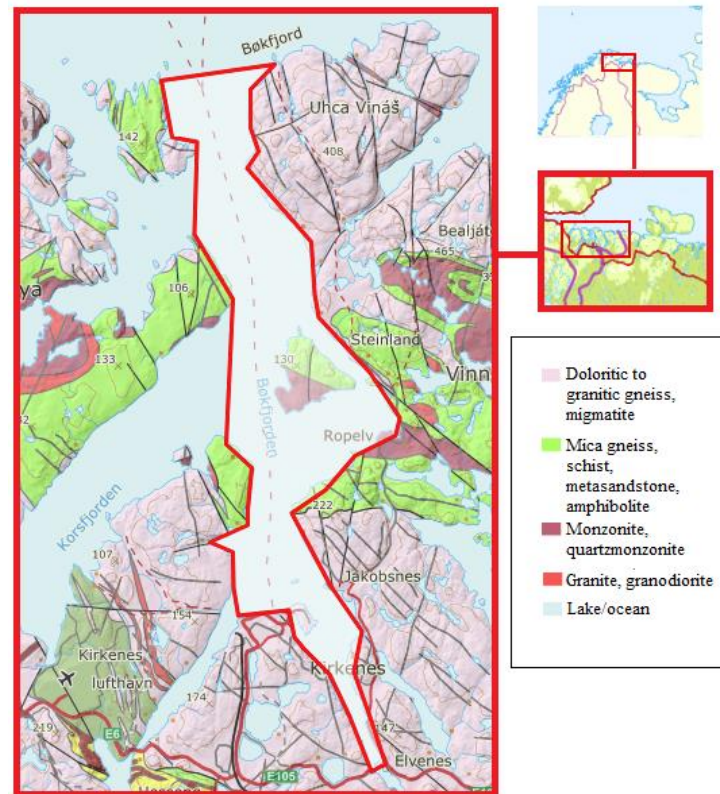 Bøkfjord
Uhca Vináš
142
408
Bealját
465
ya
106
Steinland
133
130
Vinn
Bøkfjorden
Ropelv
222
Korsfjorden
107
Jakobsnes
154
Kirkenes
lufthavn
Kirkenes
174
219
E6
147
Elvenes
E105
Doloritic to
granitic gneiss,
migmatite
Mica gneiss,
schist,
metasandstone,
amphibolite
Monzonite,
quartzmonzonite
Granite, granodiorite
Lake/ocean